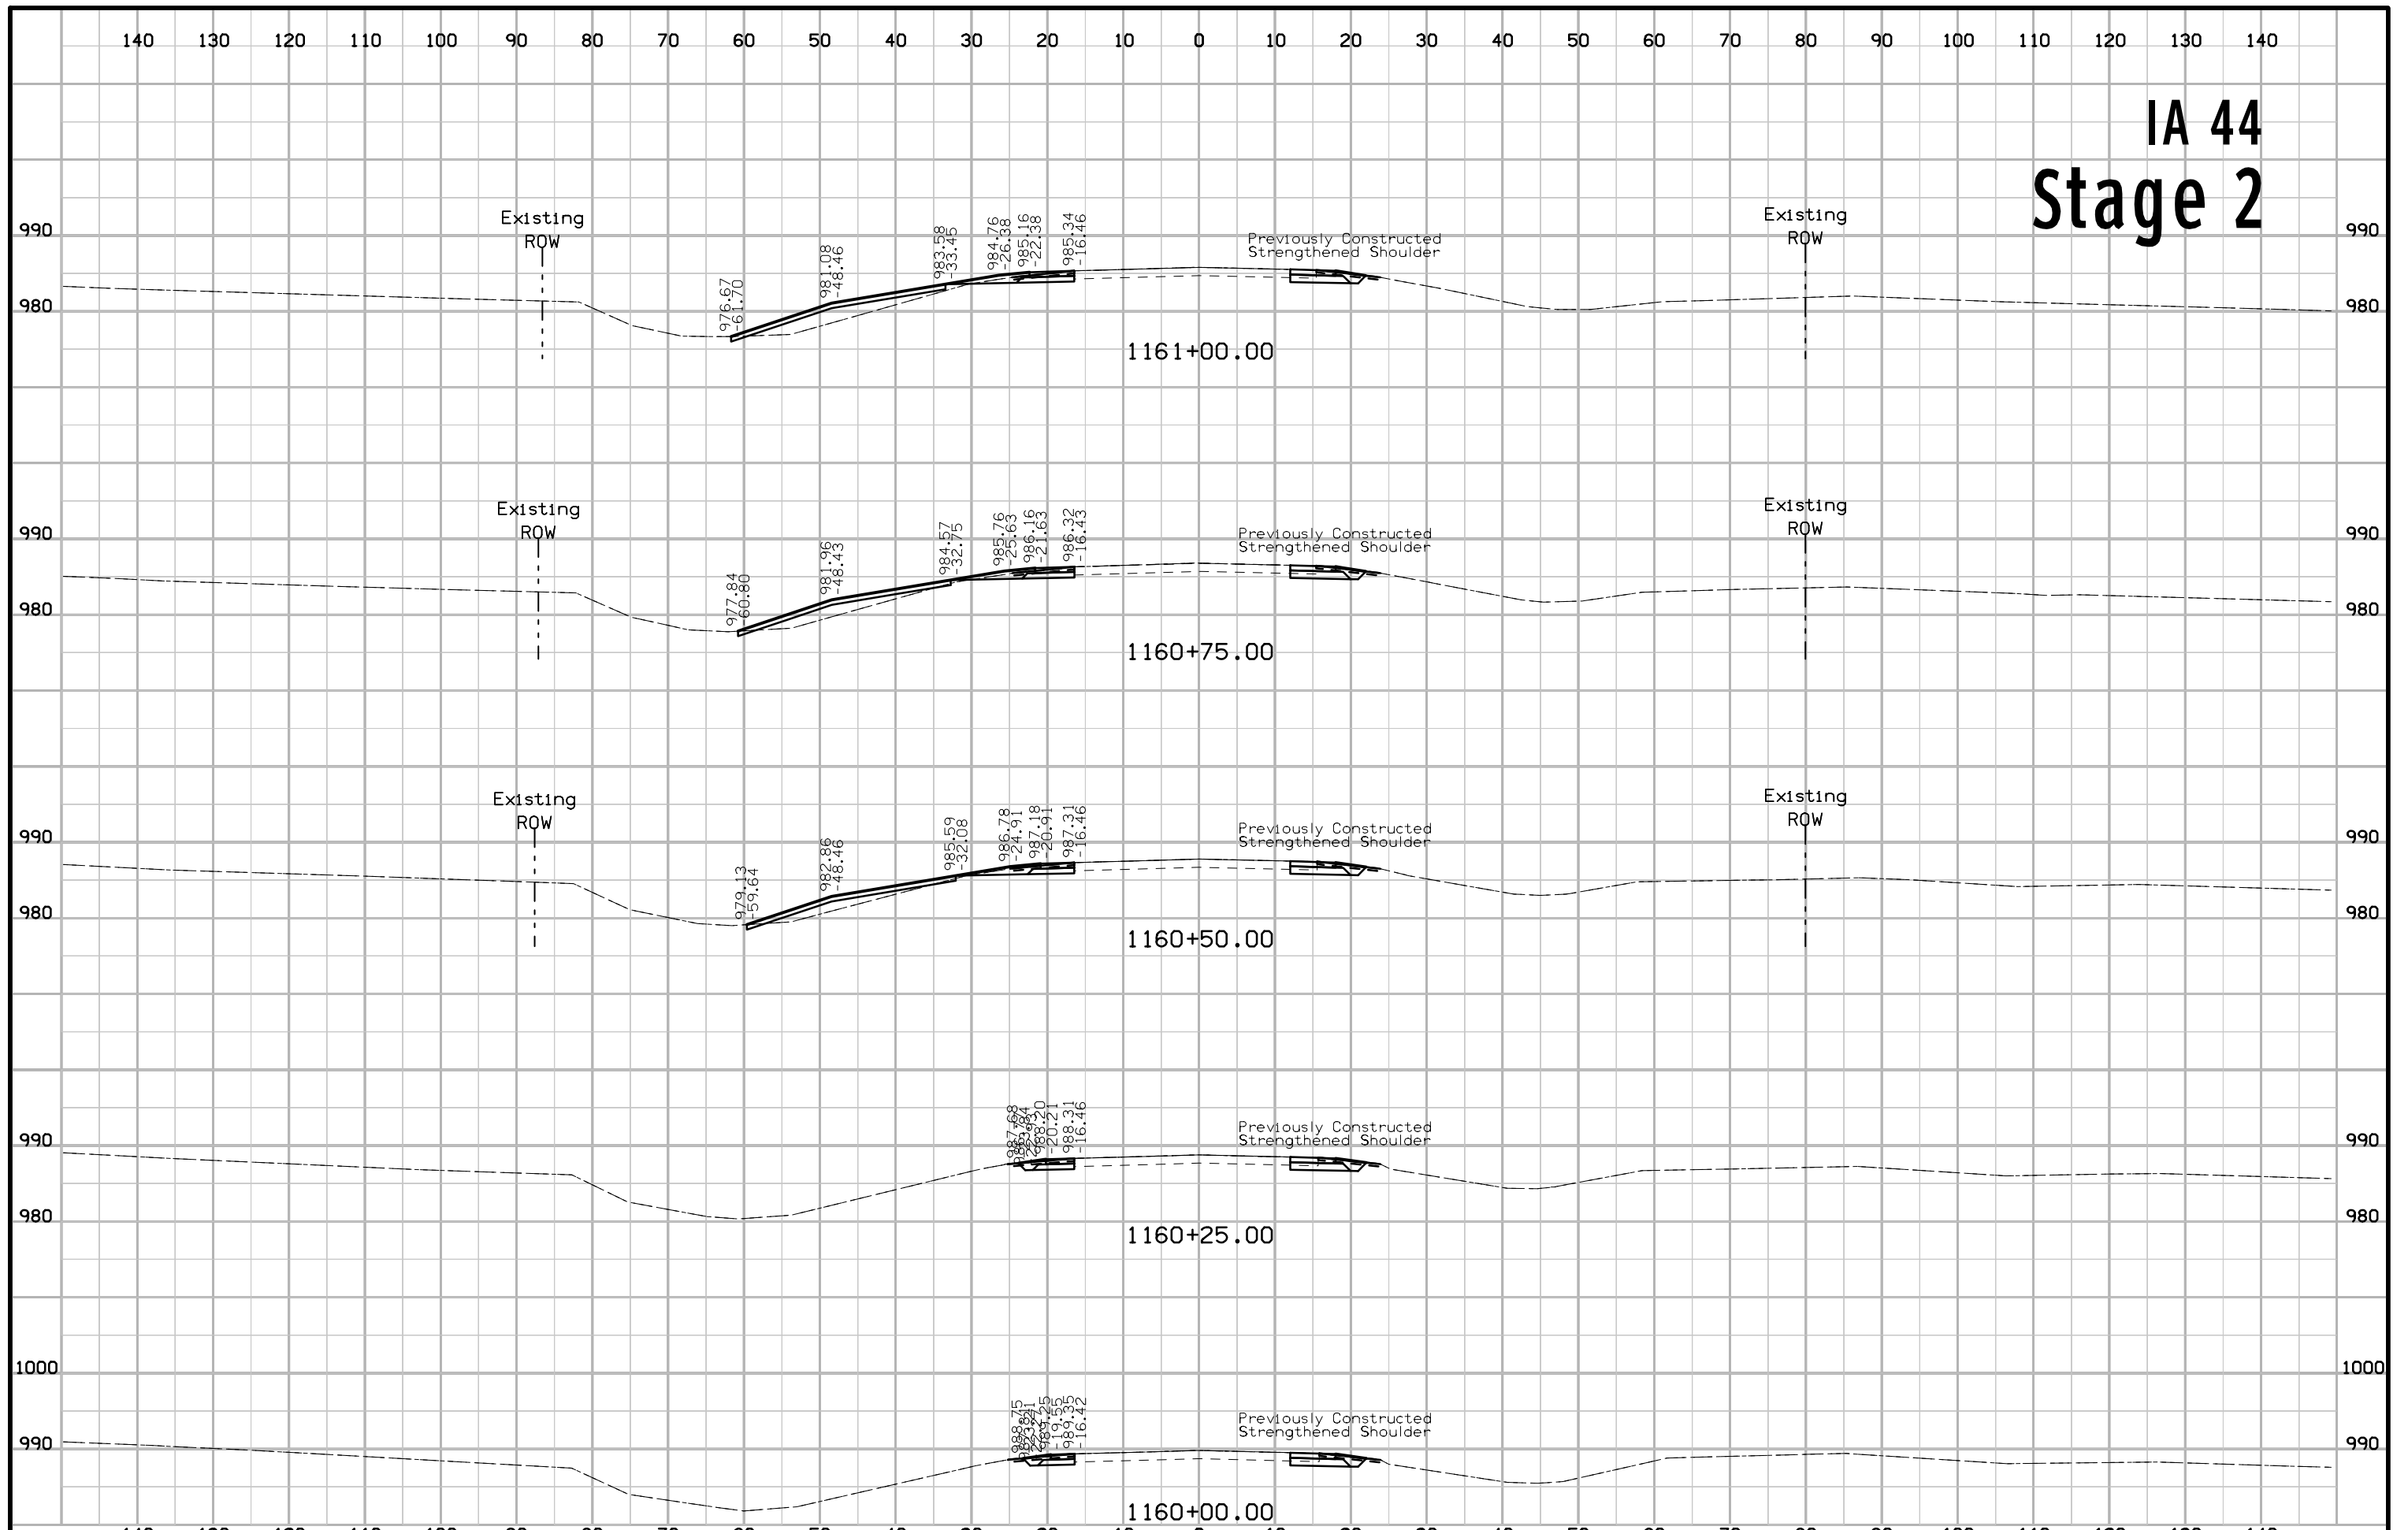 140 130 120 110 100 90 80 70 60 50 40 30 20 10 0 10 20 30 40 50 60 70 80 90 100 110 120 130 140
IA 44
Stage 2
Existing
ROW
976.67
-61.70
981.08
-48.46
983.58
-33.45
984.76
-26.38
985.16
-22.38
985.34
-16.46
Previously Constructed
Strengthened Shoulder
Existing
ROW
990 990
980 980
1161+00.00
Existing
ROW
977.84
-60.80
981.96
-48.43
984.57
-32.75
985.76
-25.63
986.16
-21.63
986.32
-16.43
Previously Constructed
Strengthened Shoulder
Existing
ROW
990 990
980 980
1160+75.00
Existing
ROW
979.13
-59.64
982.86
-48.46
985.59
-32.08
986.78
-24.91
987.18
-20.91
987.31
-16.46
Previously Constructed
Strengthened Shoulder
Existing
ROW
990 990
980 980
1160+50.00
987.68
988.20
-20.21
988.31
-16.46
Previously Constructed
Strengthened Shoulder
990 990
980 980
1160+25.00
1000 1000
988.75
989.25
-19.55
989.35
-16.42
Previously Constructed
Strengthened Shoulder
990 990
1160+00.00